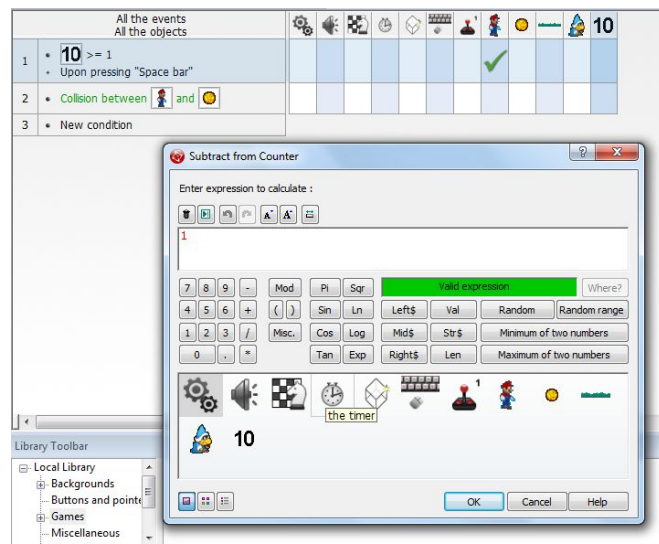 All the events
All the objects
1
10
1 • 10 >= 1
• Upon pressing "Space bar"
2 • Collision between and
3 • New condition
Subtract from Counter
Enter expression to calculate :
1
7 8 9 - Mod Pi Sqr Valid expression Where?
4 5 6 + ( ) Sin Ln Left$ Val Random Random range
1 2 3 / Misc. Cos Log Mid$ Str$ Minimum of two numbers
0 . * Tan Exp Right$ Len Maximum of two numbers
1
the timer
10
OK Cancel Help
Library Toolbar
Local Library
Backgrounds
Buttons and pointe
Games
Miscellaneous